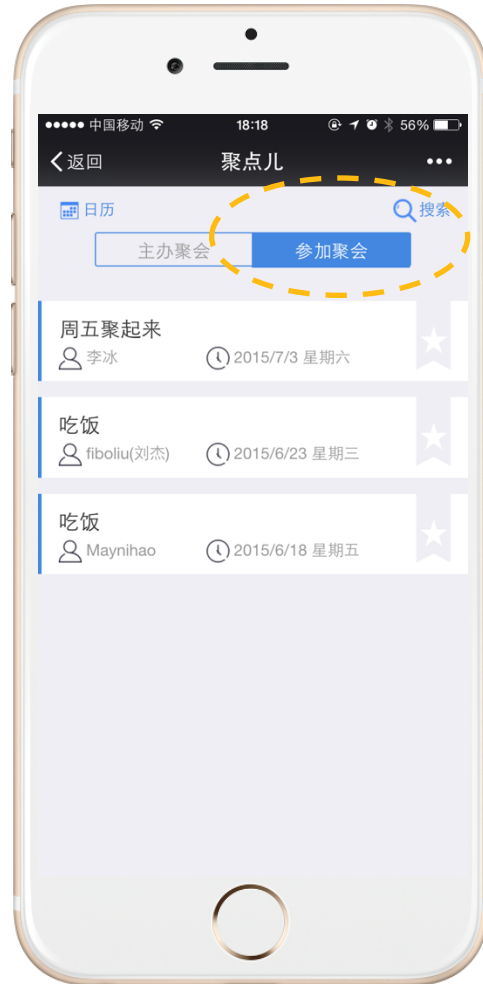 中国移动 18:18 56%
返回 聚点儿
日历 搜索
主办聚会 参加聚会
周五聚起来
李冰 2015/7/3 星期六
吃饭
fiboliu(刘杰) 2015/6/23 星期三
吃饭
Maynihao 2015/6/18 星期五